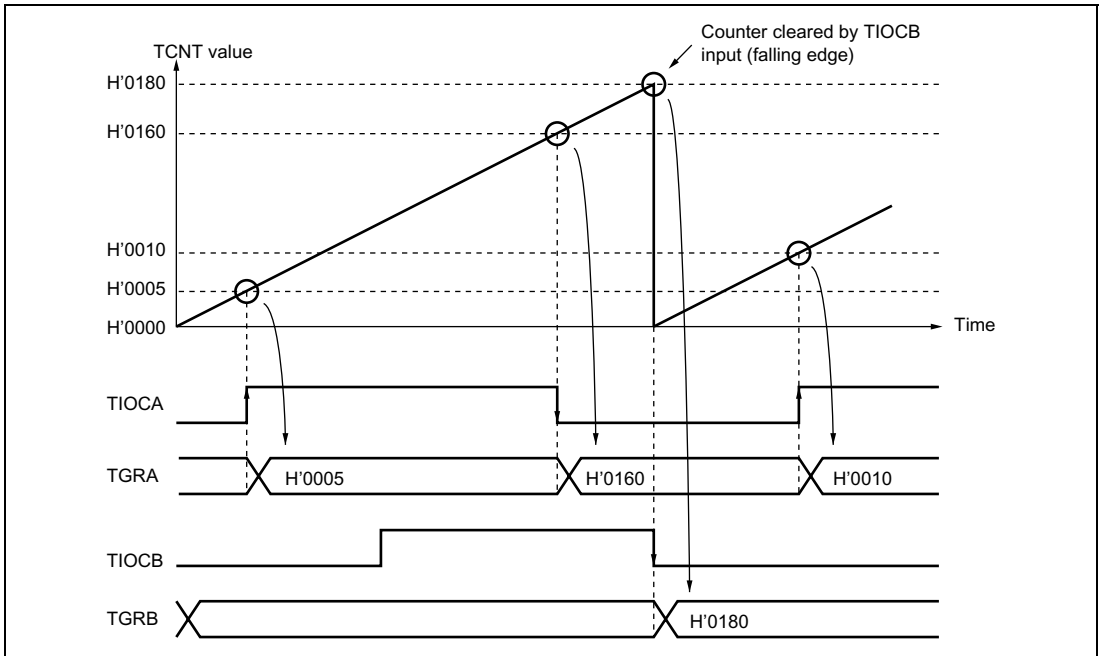 Counter cleared by TIOCB
input (falling edge)
TCNT value
H'0180
H'0160
H'0010
H'0005
H'0000
Time
TIOCA
TGRA
H'0005
H'0160
H'0010
TIOCB
TGRB
H'0180